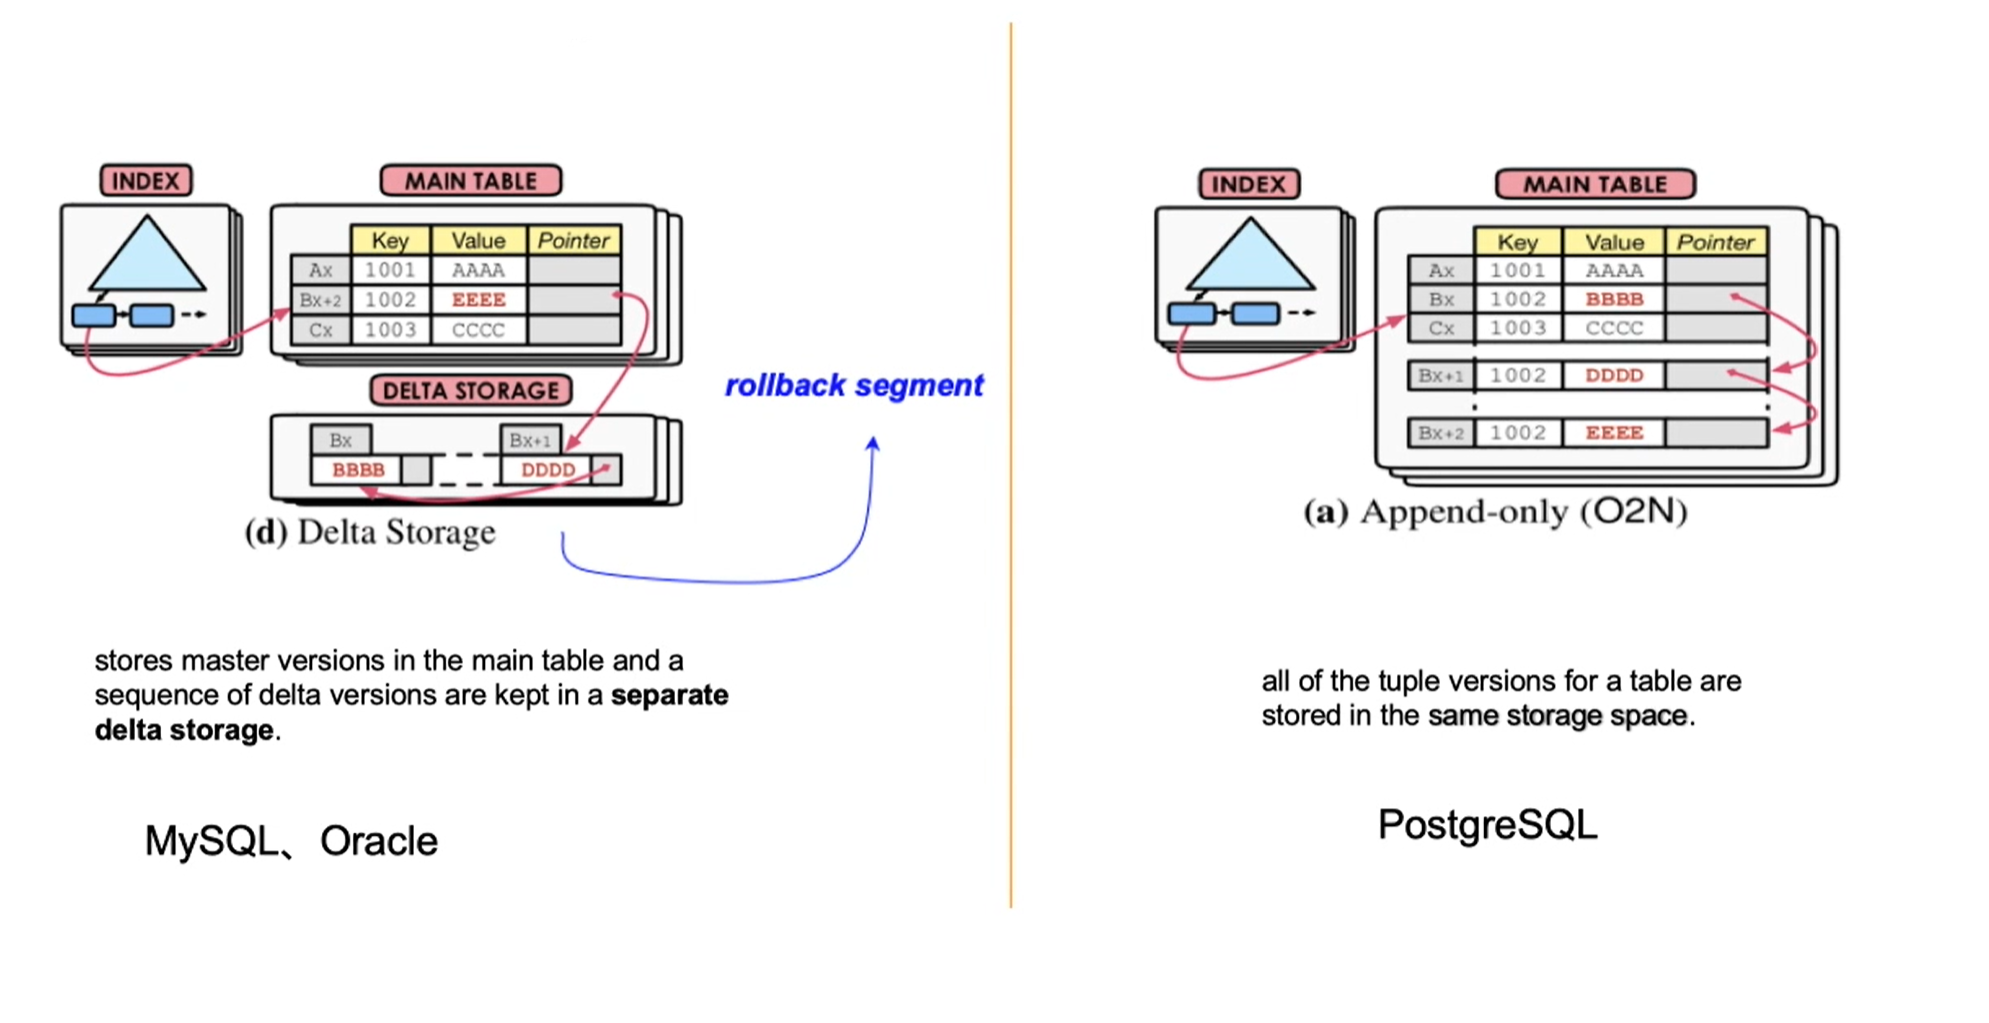 INDEX
MAIN TABLE
Key Value Pointer
Ax 1001 AAAA
Bx+2 1002 EEEE
Cx 1003 CCCC
DELTA STORAGE
Bx Bx+1
BBBB DDDD
(d) Delta Storage
rollback segment
stores master versions in the main table and a
sequence of delta versions are kept in a separate
delta storage.
MySQL、Oracle
INDEX
MAIN TABLE
Key Value Pointer
Ax 1001 AAAA
Bx 1002 BBBB
Cx 1003 CCCC
Bx+1 1002 DDDD
Bx+2 1002 EEEE
(a) Append-only (O2N)
all of the tuple versions for a table are
stored in the same storage space.
PostgreSQL